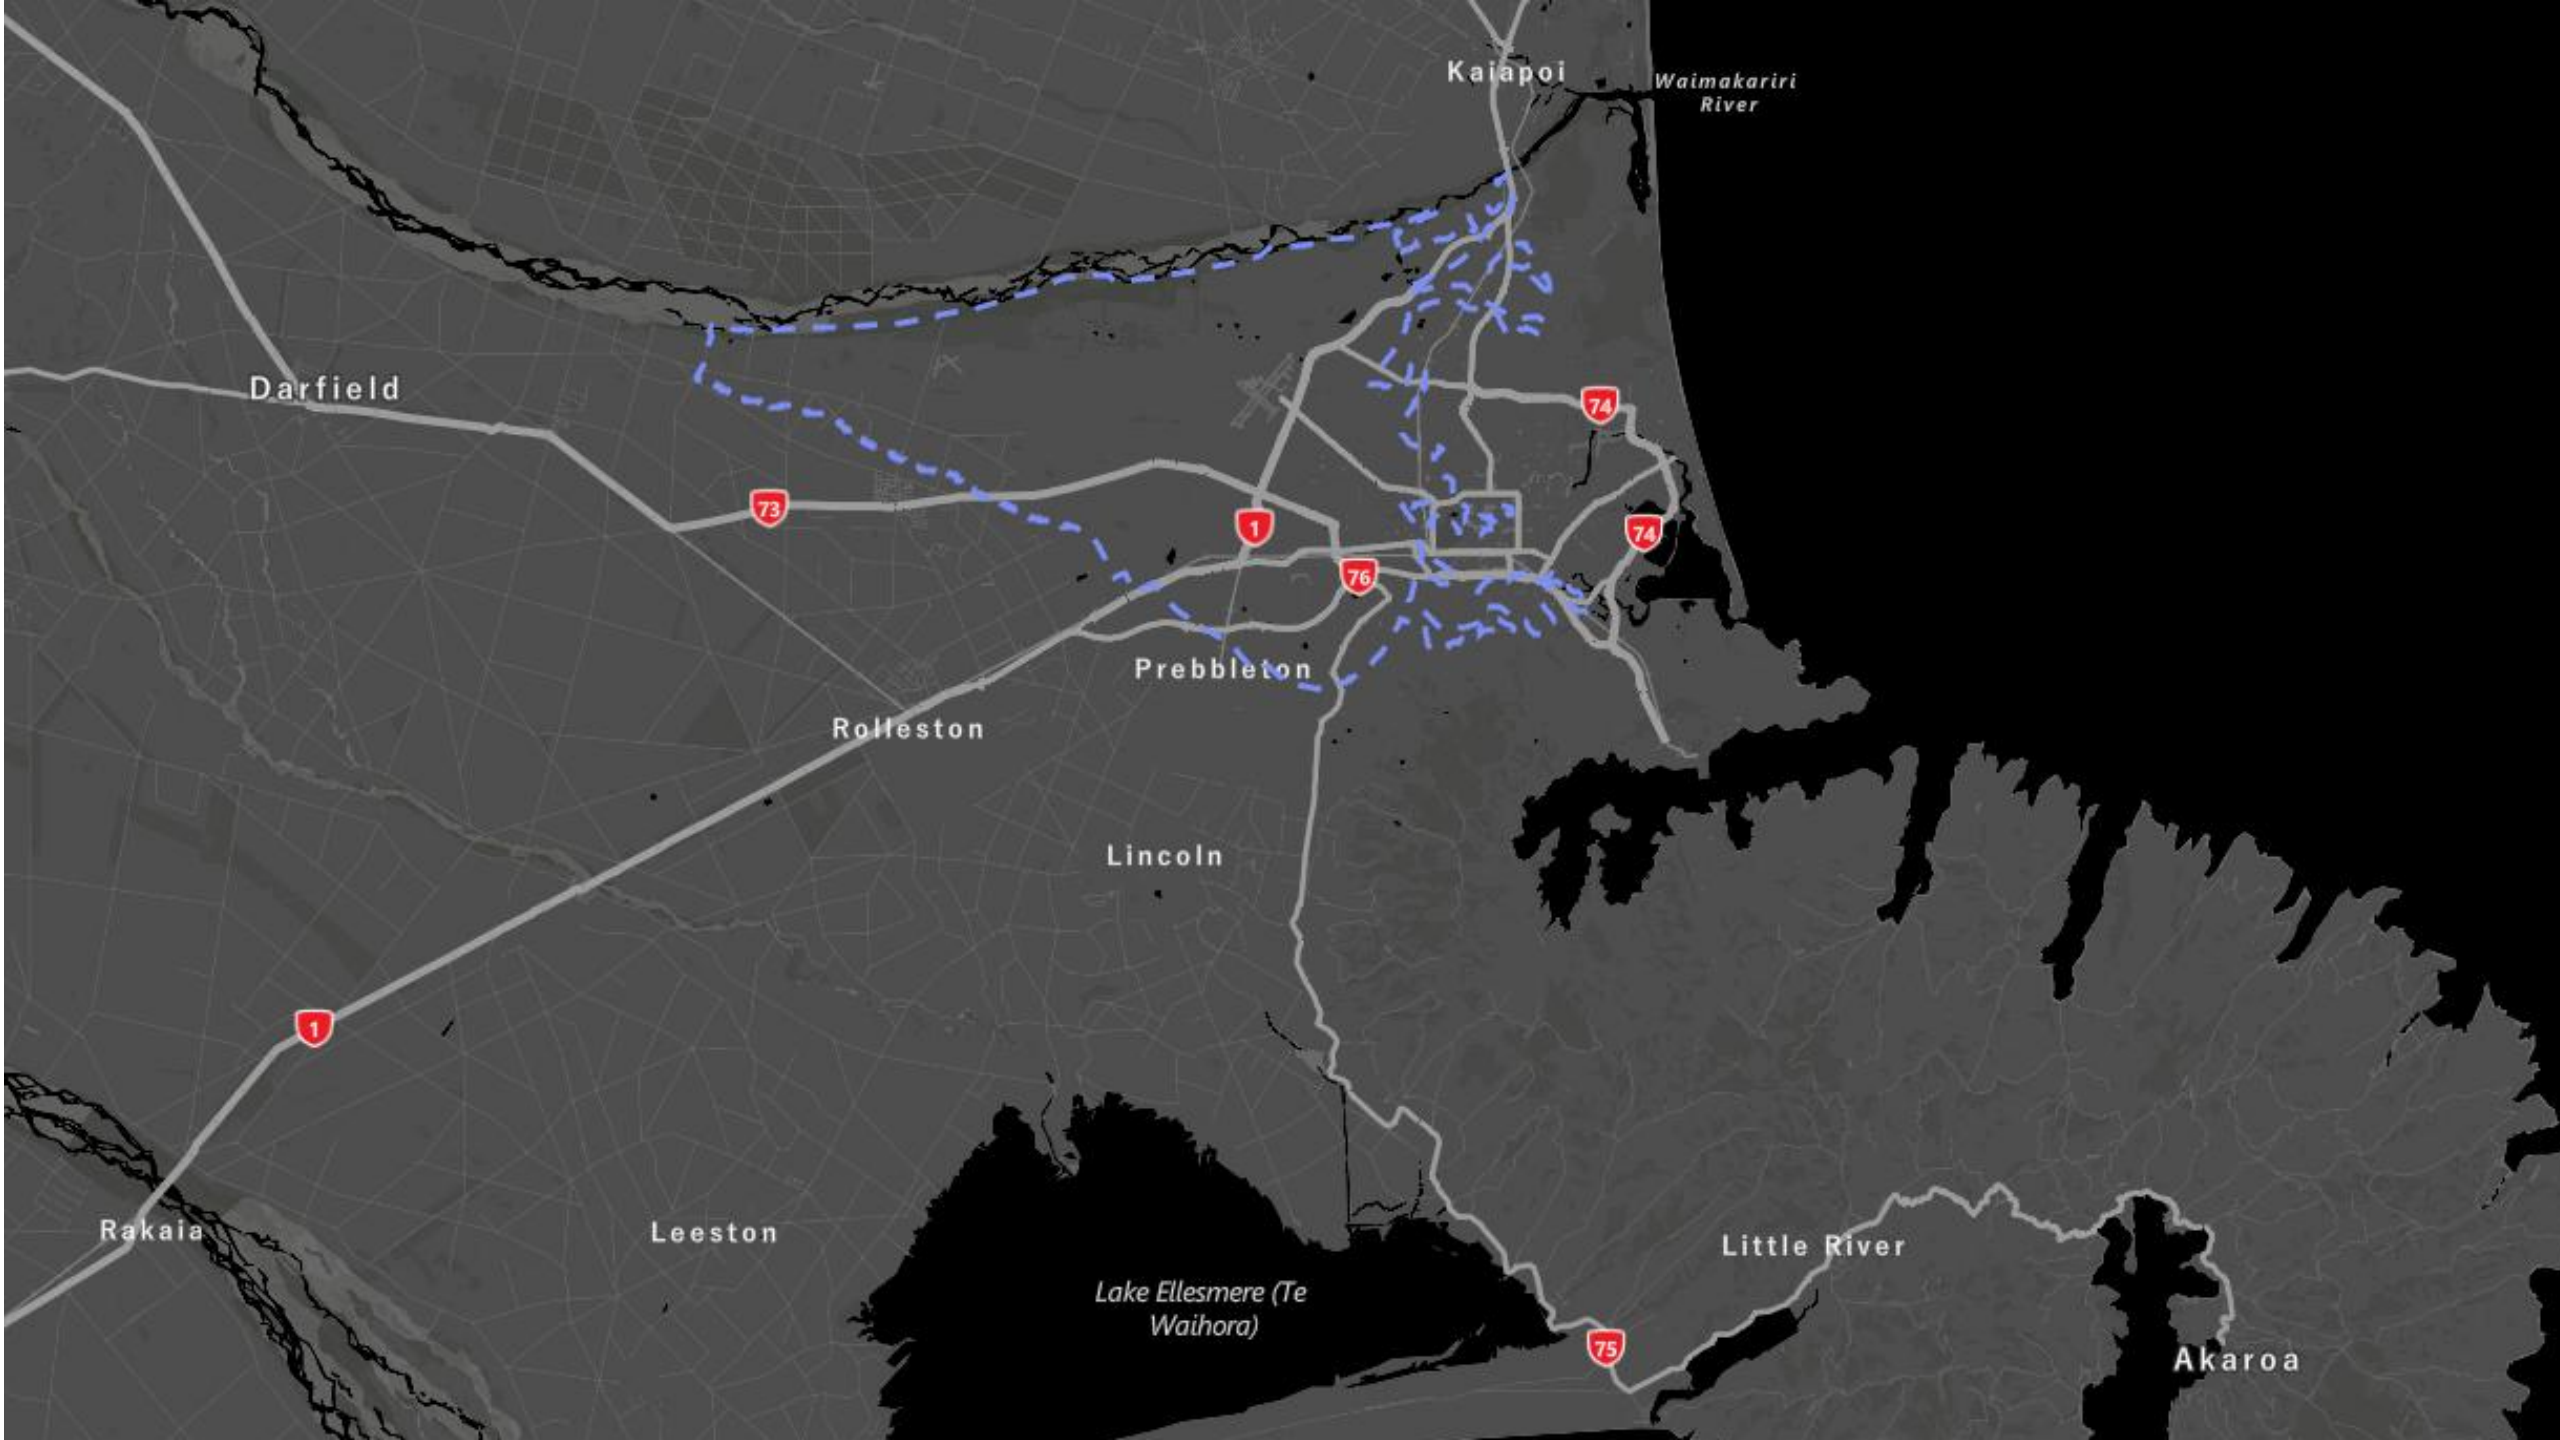 Kaiapoi
Waimakariri
River
Darfield
74
73
1
74
76
Prebbleton
Rolleston
Lincoln
1
Rakaia
Leeston
Little River
Lake Ellesmere (Te
Waihora)
75
Akaroa